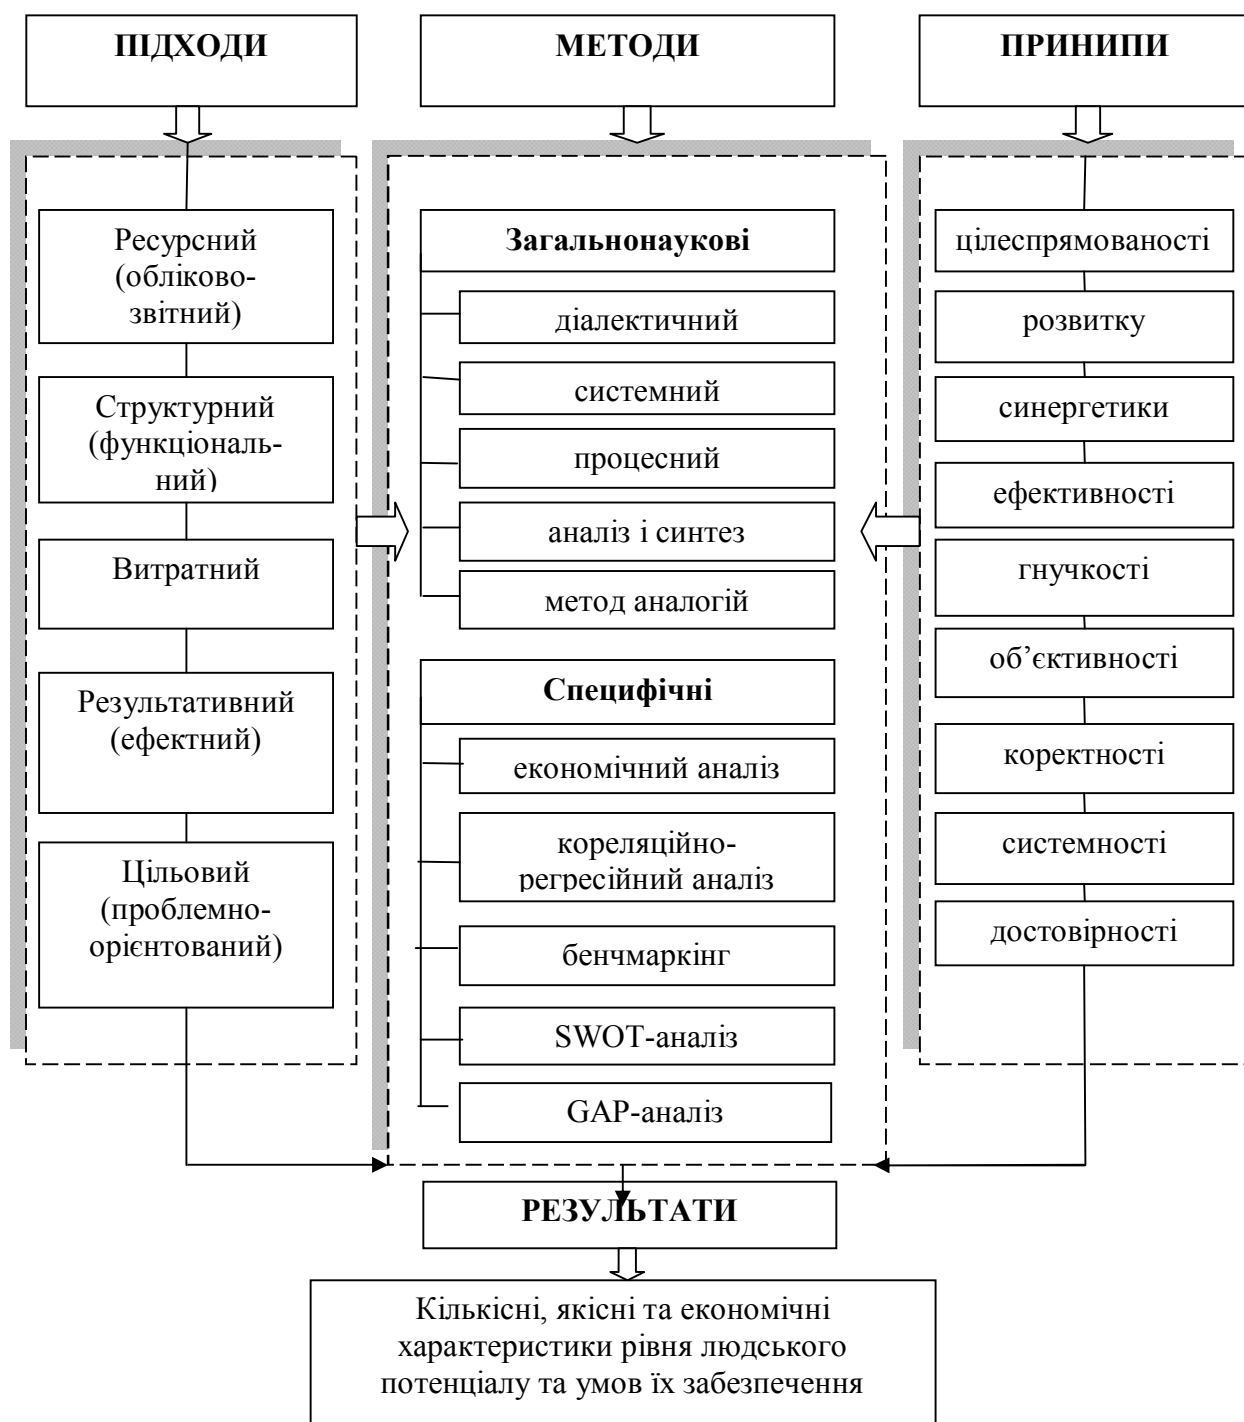 ПІДХОДИ
МЕТОДИ
ПРИНИПИ
Ресурсний
(обліково-
звітний)
Структурний
(функціональ-
ний)
Витратний
Результативний
(ефектний)
Цільовий
(проблемно-
орієнтований)
Загальнонаукові
діалектичний
системний
процесний
аналіз і синтез
метод аналогій
Специфічні
економічний аналіз
кореляційно-
регресійний аналіз
бенчмаркінг
SWOT-аналіз
GAP-аналіз
цілеспрямованості
розвитку
синергетики
ефективності
гнучкості
об’єктивності
коректності
системності
достовірності
РЕЗУЛЬТАТИ
Кількісні, якісні та економічні
характеристики рівня людського
потенціалу та умов їх забезпечення